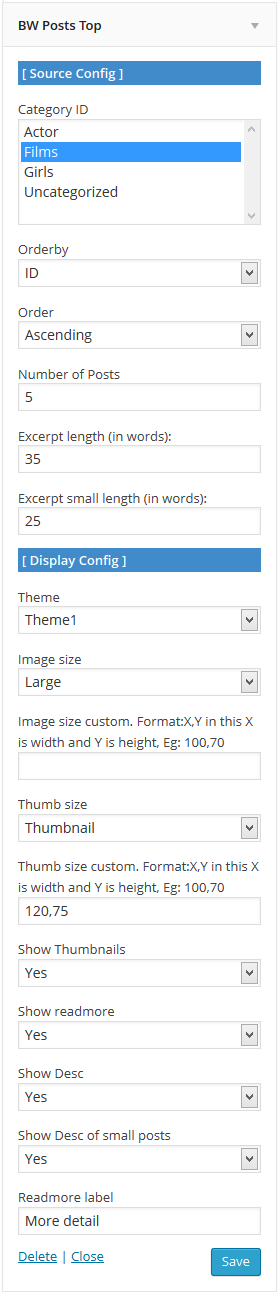 BW Posts Top
[ Source Config ]
Category ID
Actor
Films
Girls
Uncategorized
Orderby
ID
Order
Ascending
Number of Posts
5
Excerpt length (in words):
35
Excerpt small length (in words):
25
[ Display Config ]
Theme
Theme1
Image size
Large
Image size custom. Format:X,Y in this X
is width and Y is height, Eg: 100,70
Thumb size
Thumbnail
Thumb size custom. Format:X,Y in this X
is width and Y is height, Eg: 100,70
120,75
Show Thumbnails
Yes
Show readmore
Yes
Show Desc
Yes
Show Desc of small posts
Yes
Readmore label
More detail
Delete | Close Save